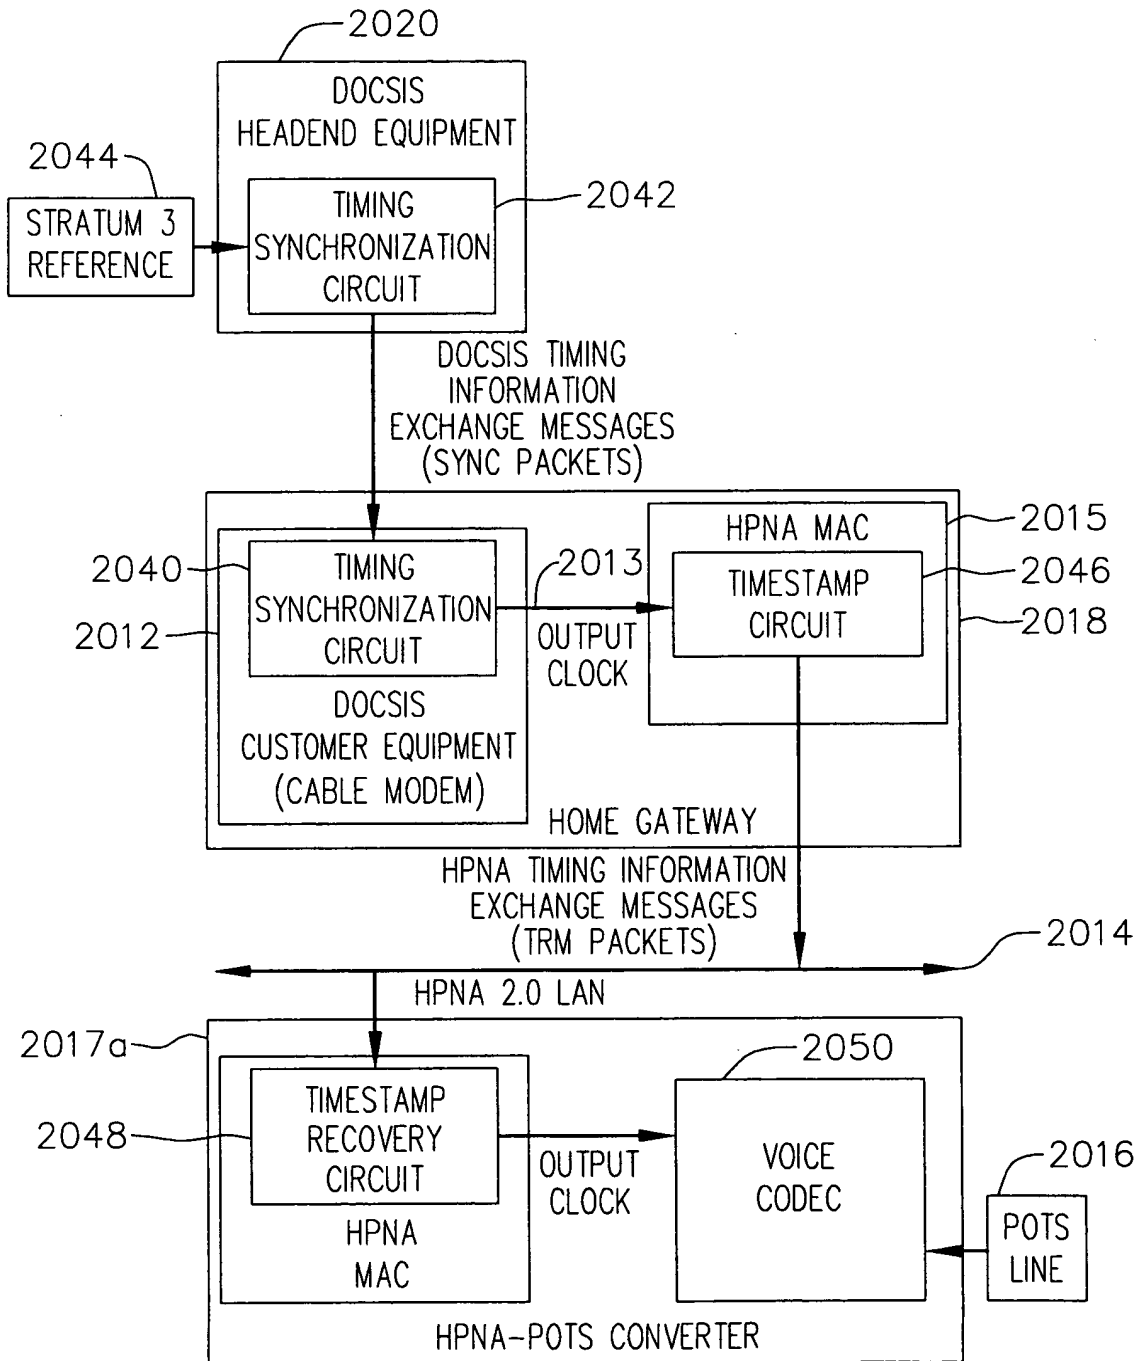 2020
DOCSIS
HEADEND EQUIPMENT
2044
2042
STRATUM 3
REFERENCE
TIMING
SYNCHRONIZATION
CIRCUIT
DOCSIS TIMING
INFORMATION
EXCHANGE MESSAGES
(SYNC PACKETS)
HPNA MAC
2015
2040
TIMING
SYNCHRONIZATION
CIRCUIT
2013
OUTPUT
CLOCK
TIMESTAMP
CIRCUIT
2046
2018
2012
DOCSIS
CUSTOMER EQUIPMENT
(CABLE MODEM)
HOME GATEWAY
HPNA TIMING INFORMATION
EXCHANGE MESSAGES
(TRM PACKETS)
2014
HPNA 2.0 LAN
2017a
2050
TIMESTAMP
RECOVERY
CIRCUIT
2048
OUTPUT
CLOCK
VOICE
CODEC
2016
POTS
LINE
HPNA
MAC
HPNA-POTS CONVERTER